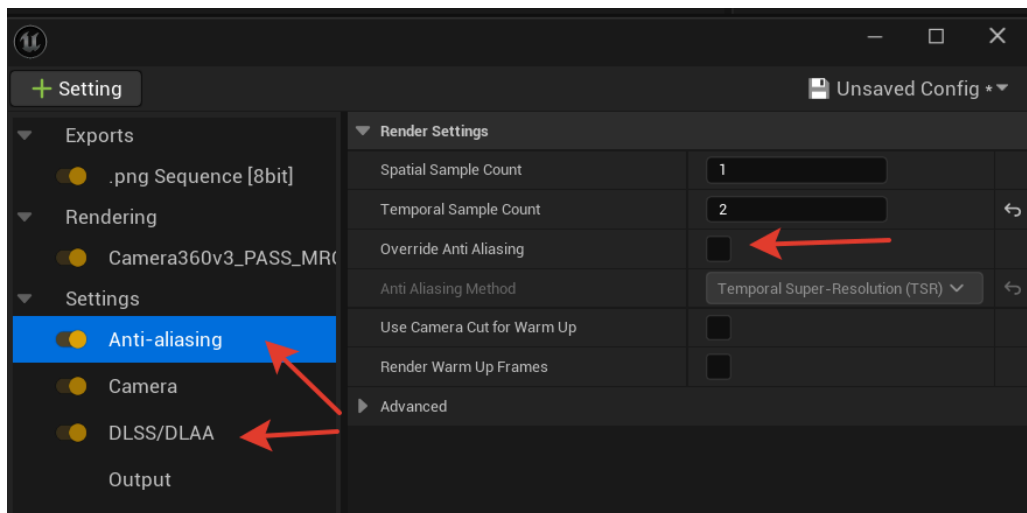 + Setting
Unsaved Config *
Exports
.png Sequence [8bit]
Rendering
Camera360v3_PASS_MR
Settings
Anti-aliasing
Camera
DLSS/DLAA
Output
Render Settings
Spatial Sample Count 1
Temporal Sample Count 2
Override Anti Aliasing
Anti Aliasing Method Temporal Super-Resolution (TSR)
Use Camera Cut for Warm Up
Render Warm Up Frames
Advanced